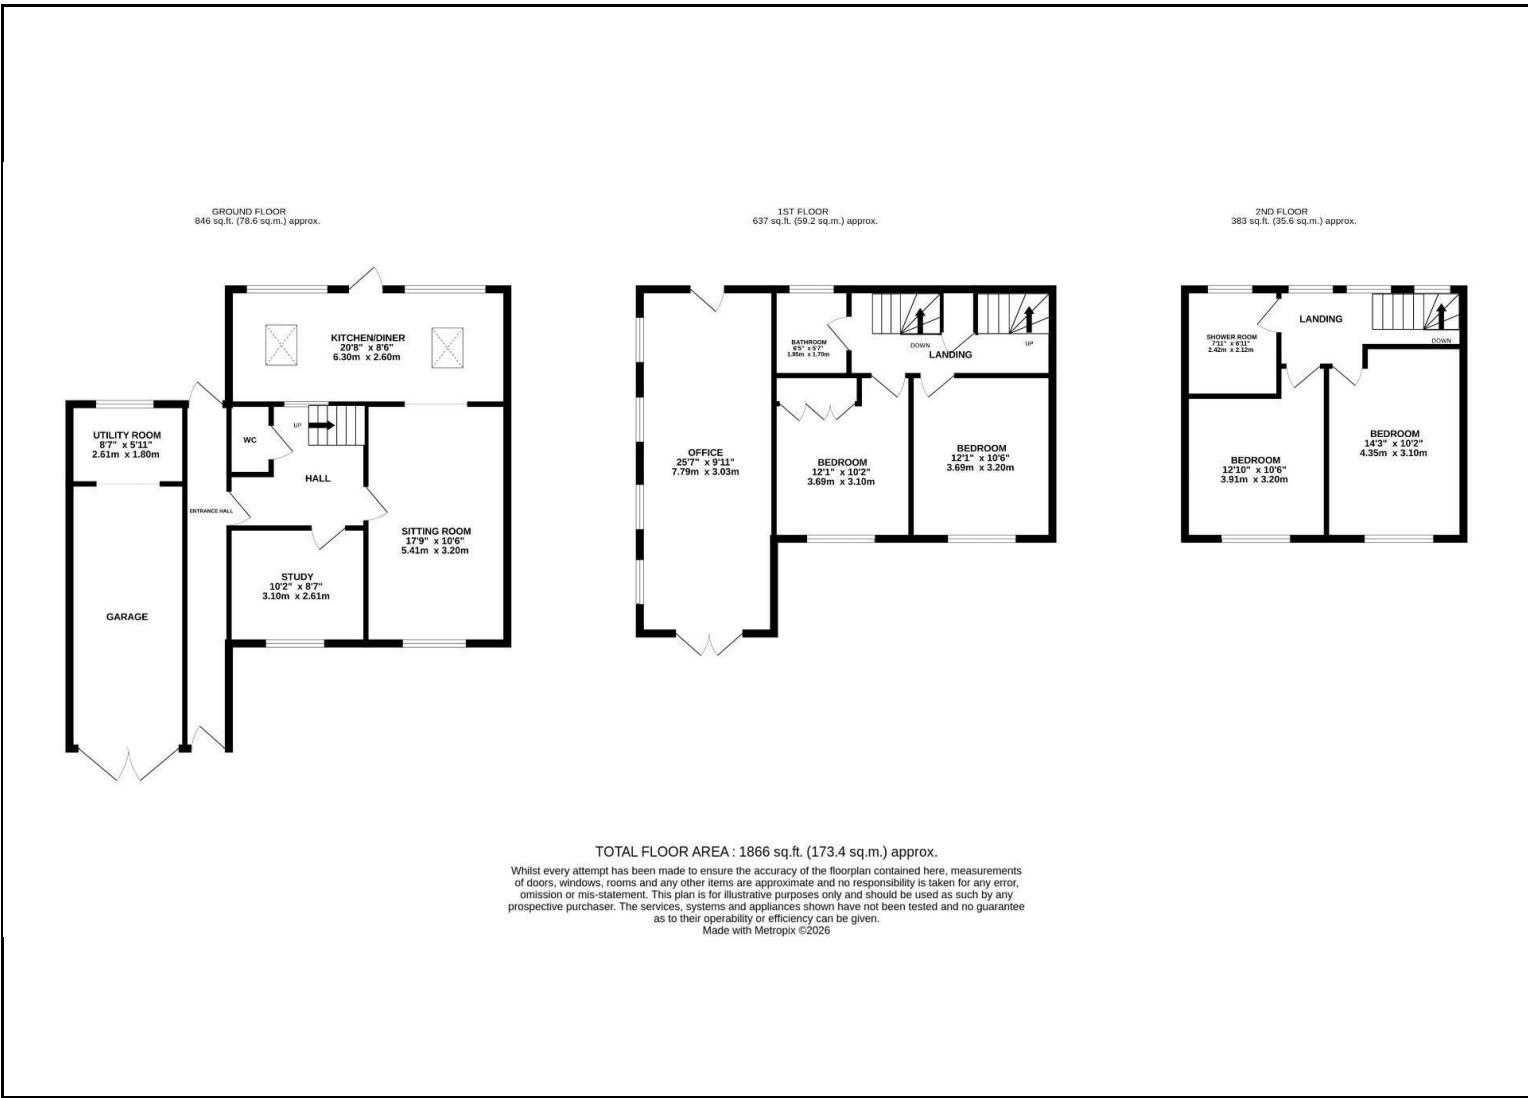 GROUND FLOOR
846 sq.ft. (78.6 sq.m.) approx.
KITCHEN/DINER
20'8" x 8'6"
6.30m x 2.60m
UTILITY ROOM
8'7" x 5'11"
2.61m x 1.80m
WC
UP
HALL
ENTRANCE HALL
SITTING ROOM
17'9" x 10'6"
5.41m x 3.20m
STUDY
10'2" x 8'7"
3.10m x 2.61m
GARAGE
1ST FLOOR
637 sq.ft. (59.2 sq.m.) approx.
BATHROOM
6'5" x 5'7"
1.95m x 1.70m
DOWN
UP
LANDING
OFFICE
25'7" x 9'11"
7.79m x 3.03m
BEDROOM
12'1" x 10'2"
3.69m x 3.10m
BEDROOM
12'1" x 10'6"
3.69m x 3.20m
2ND FLOOR
383 sq.ft. (35.6 sq.m.) approx.
LANDING
SHOWER ROOM
7'11" x 6'11"
2.42m x 2.12m
DOWN
BEDROOM
14'3" x 10'2"
4.35m x 3.10m
BEDROOM
12'10" x 10'6"
3.91m x 3.20m
TOTAL FLOOR AREA : 1866 sq.ft. (173.4 sq.m.) approx.
Whilst every attempt has been made to ensure the accuracy of the floorplan contained here, measurements
of doors, windows, rooms and any other items are approximate and no responsibility is taken for any error,
omission or mis-statement. This plan is for illustrative purposes only and should be used as such by any
prospective purchaser. The services, systems and appliances shown have not been tested and no guarantee
as to their operability or efficiency can be given.
Made with Metropix ©2026